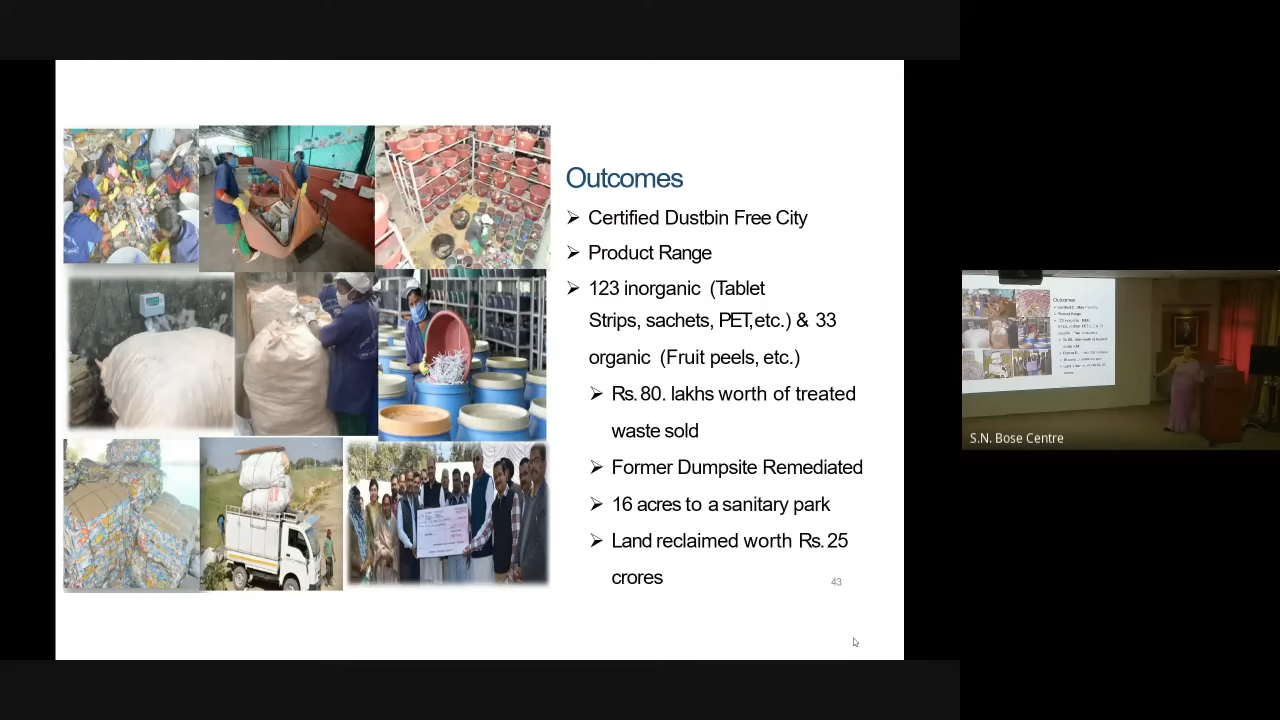 Outcomes
➢ Certified Dustbin Free City
➢ Product Range
➢ 123 inorganic (Tablet
Strips, sachets, PET,etc.) & 33
organic (Fruit peels, etc.)
➢ Rs. 80. lakhs worth of treated
waste sold
➢ Former Dumpsite Remediated
➢ 16 acres to a sanitary park
➢ Land reclaimed worth Rs. 25
crores
43
S.N. Bose Centre